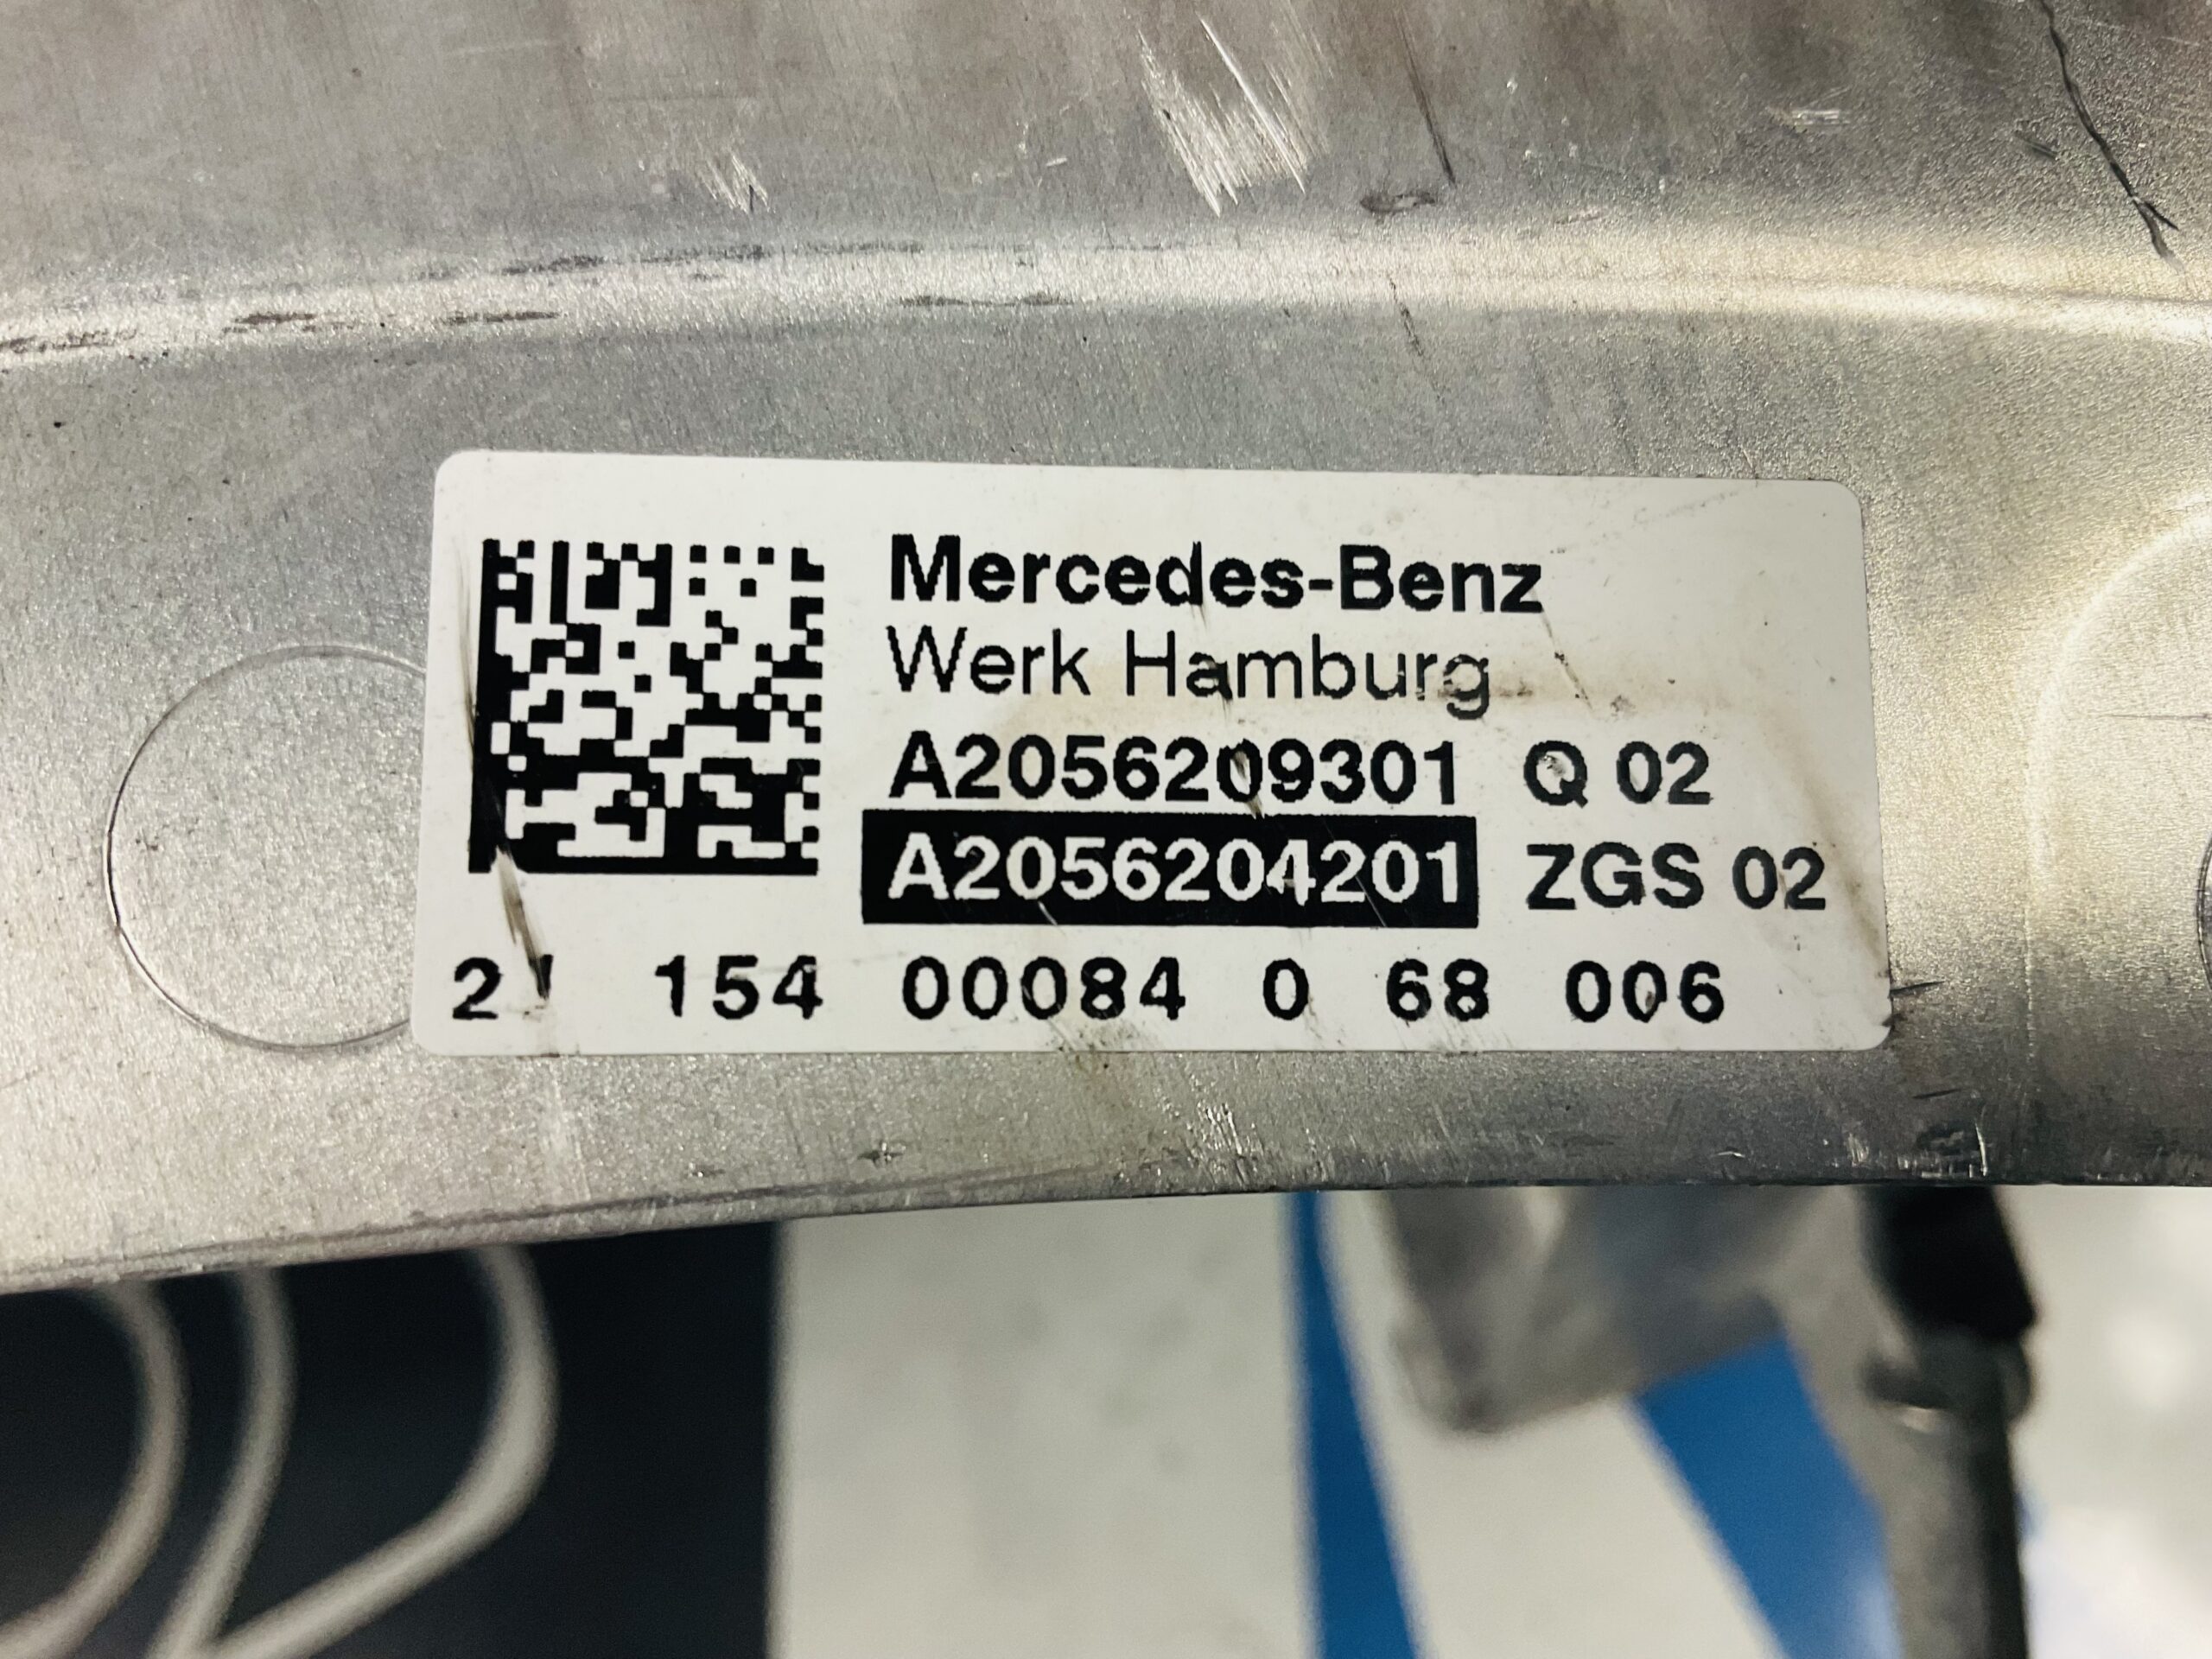 Mercedes-Benz
Werk Hamburg
A2056209301 Q 02
A2056204201 ZGS 02
154 00084 0 68 006